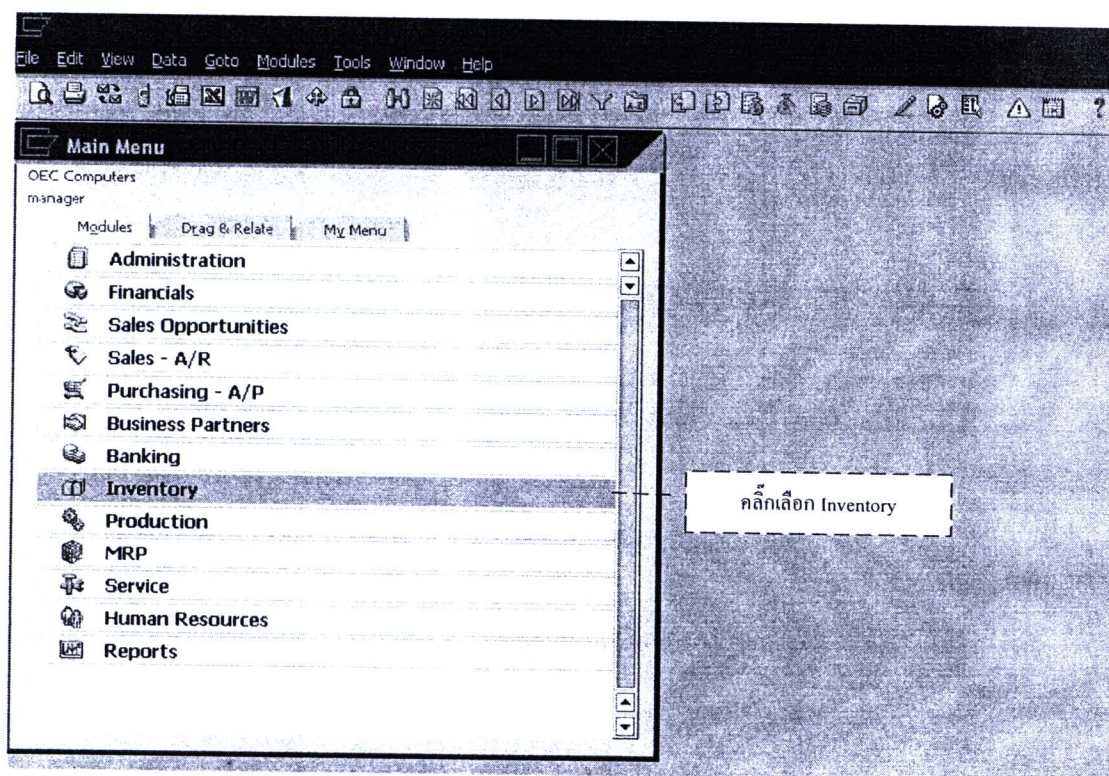 File Edit View Data Goto Modules Tools Window Help
Main Menu
OEC Computers
manager
Modules Drag & Relate My Menu
Administration
Financials
Sales Opportunities
Sales - A/R
Purchasing - A/P
Business Partners
Banking
Inventory
คลิ๊กเลือก Inventory
Production
MRP
Service
Human Resources
Reports